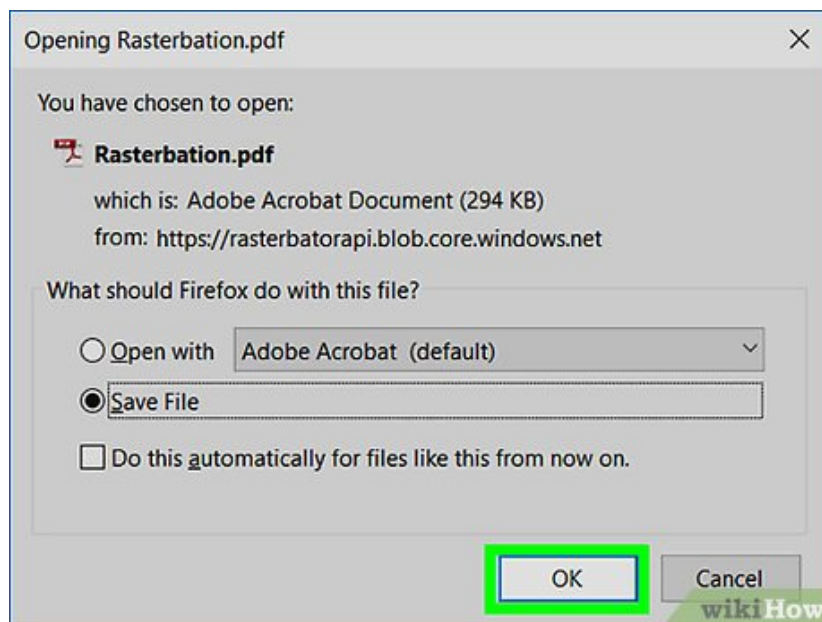 Opening Rasterbation.pdf
You have chosen to open:
Rasterbation.pdf
which is: Adobe Acrobat Document (294 KB)
from: https://rasterbatorapi.blob.core.windows.net
What should Firefox do with this file?
Open with Adobe Acrobat (default)
Save File
Do this automatically for files like this from now on.
OK Cancel
wikiHow